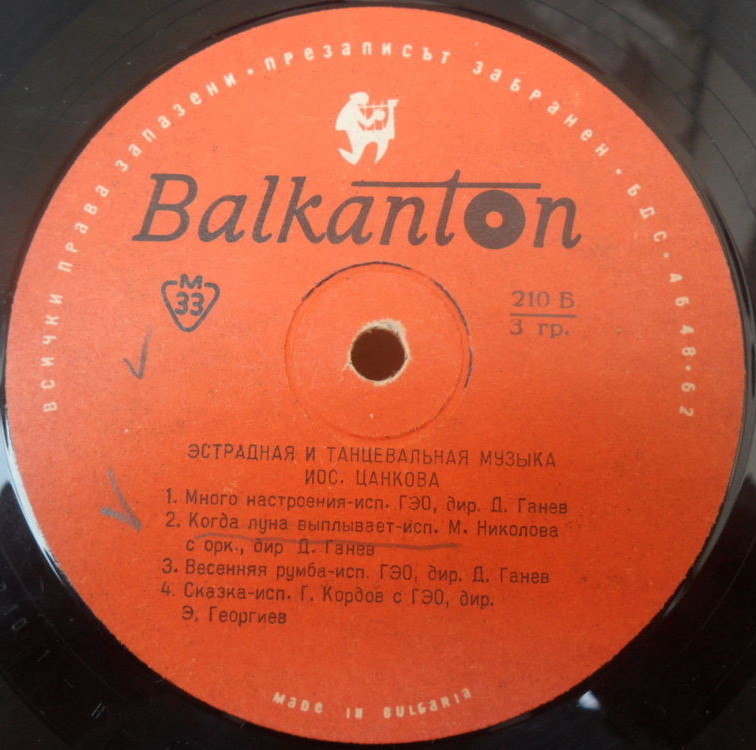 ВСИЧКИ ПРАВА ЗАПАЗЕНИ · ПРЕЗАПИСЪТ ЗАБРАНЕН · БДС · 4648 · 62
Balkanton
М
33
210 Б
3 гр.
ЭСТРАДНАЯ И ТАНЦЕВАЛЬНАЯ МУЗЫКА
ИОС. ЦАНКОВА
1. Много настроения-исп. ГЭО, дир. Д. Ганев
2. Когда луна выплывает-исп. М. Николова
с орк., дир Д. Ганев
3. Весенняя румба-исп. ГЭО, дир. Д. Ганев
4. Сказка-исп. Г. Кордов с ГЭО, дир.
Э. Георгиев
MADE IN BULGARIA